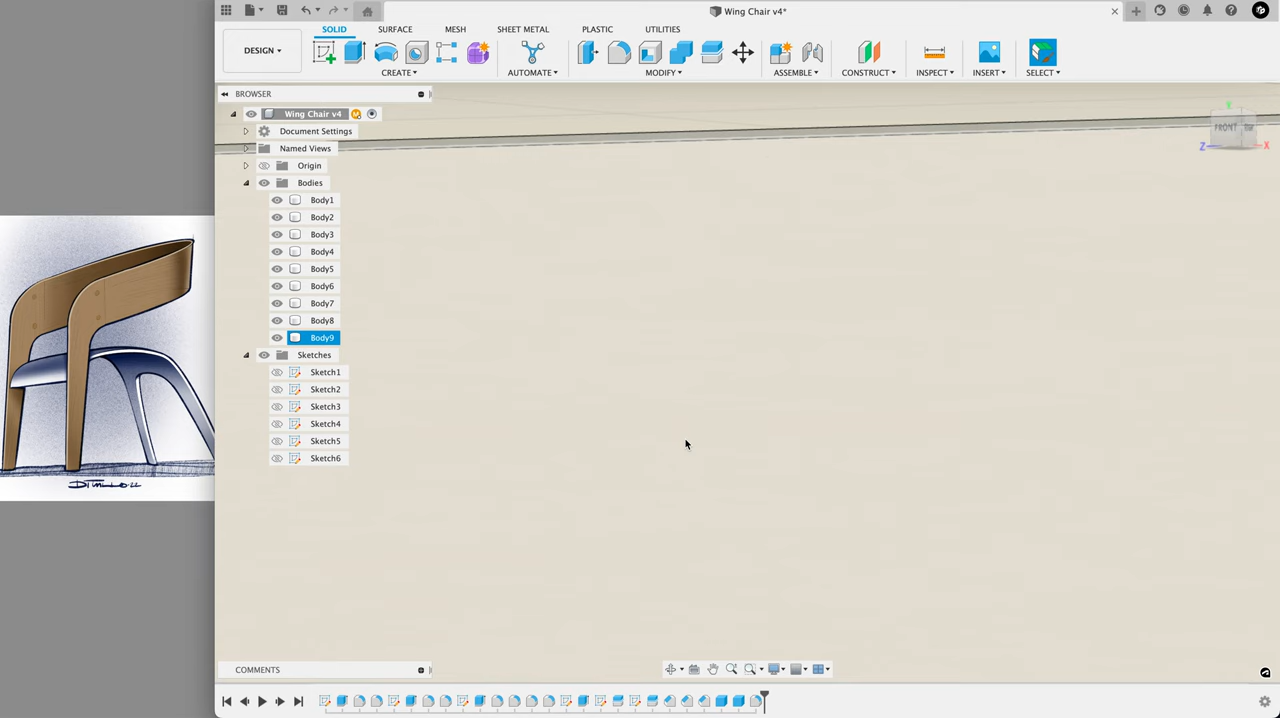 Wing Chair v4*
DESIGN
SOLID
SURFACE
MESH
SHEET METAL
PLASTIC
UTILITIES
CREATE
AUTOMATE
MODIFY
ASSEMBLE
CONSTRUCT
INSPECT
INSERT
SELECT
BROWSER
Wing Chair v4
Document Settings
Named Views
Origin
Bodies
Body1
Body2
Body3
Body4
Body5
Body6
Body7
Body8
Body9
Sketches
Sketch1
Sketch2
Sketch3
Sketch4
Sketch5
Sketch6
FRONT
Z
X
COMMENTS